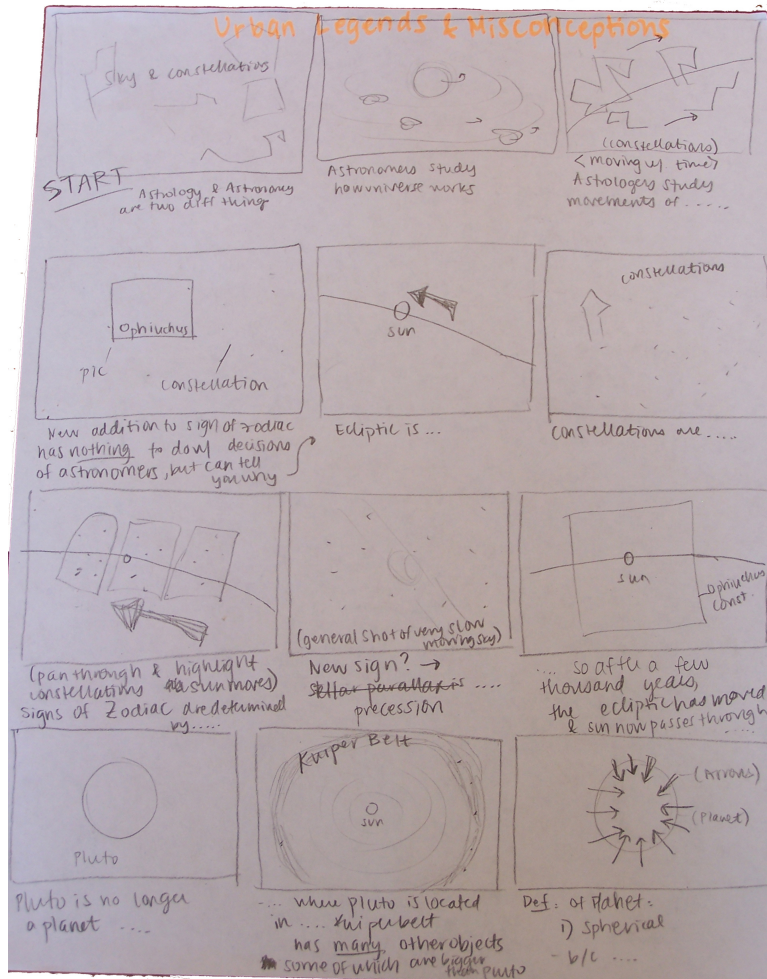 Urban Legends & Misconceptions
Sky & constellations
START
Astrology & Astronomy
are two diff thing
Astronomers study
how universe works
(constellations)
<moving w/ time>
Astrologers study
movements of .....
Ophiuchus
pic
constellation
New addition to sign of zodiac
has nothing to do w/ decisions
of astronomers, but can tell
you why
sun
Ecliptic is ...
constellations
constellations are .....
(pan through & highlight
constellations as sun moves)
Signs of Zodiac are determined
by.....
(general shot of very slow
moving sky)
New sign? →
stellar parallax is ....
precession
sun
Ophiuchus
const.
.... so after a few
thousand years,
the ecliptic has moved
& sun now passes through
.....
Pluto
Pluto is no longer
a planet ....
Kuiper Belt
sun
.... where pluto is located
in .... kuiper belt
has many other objects
some of which are bigger
than pluto
(Arrows)
(Planet)
Def: of Planet:
1) spherical
- b/c ....